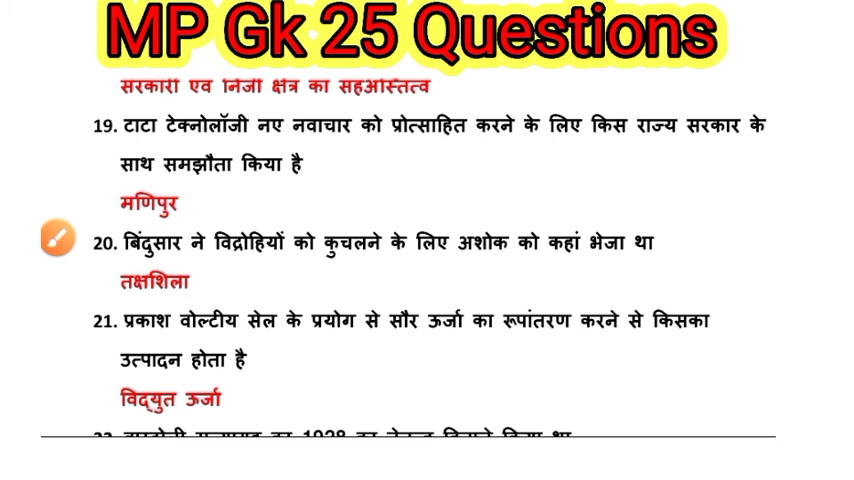 MP Gk 25 Questions
सरकारी एवं निजी क्षेत्र का सहअस्तित्व
19. टाटा टेक्नोलॉजी नए नवाचार को प्रोत्साहित करने के लिए किस राज्य सरकार के
साथ समझौता किया है
मणिपुर
20. बिंदुसार ने विद्रोहियों को कुचलने के लिए अशोक को कहां भेजा था
तक्षशिला
21. प्रकाश वोल्टीय सेल के प्रयोग से सौर ऊर्जा का रूपांतरण करने से किसका
उत्पादन होता है
विद्युत ऊर्जा
1928